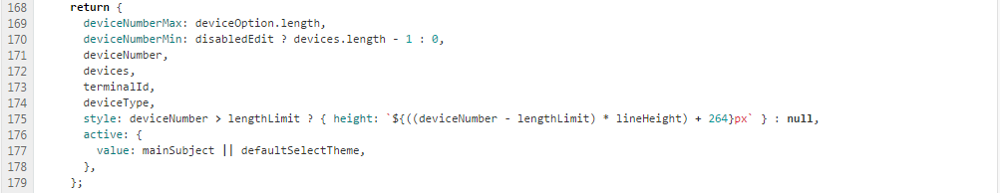 168 return {
169 deviceNumberMax: deviceOption.length,
170 deviceNumberMin: disabledEdit ? devices.length - 1 : 0,
171 deviceNumber,
172 devices,
173 terminalId,
174 deviceType,
175 style: deviceNumber > lengthLimit ? { height: `${((deviceNumber - lengthLimit) * lineHeight) + 264}px` } : null,
176 active: {
177 value: mainSubject || defaultSelectTheme,
178 },
179 };